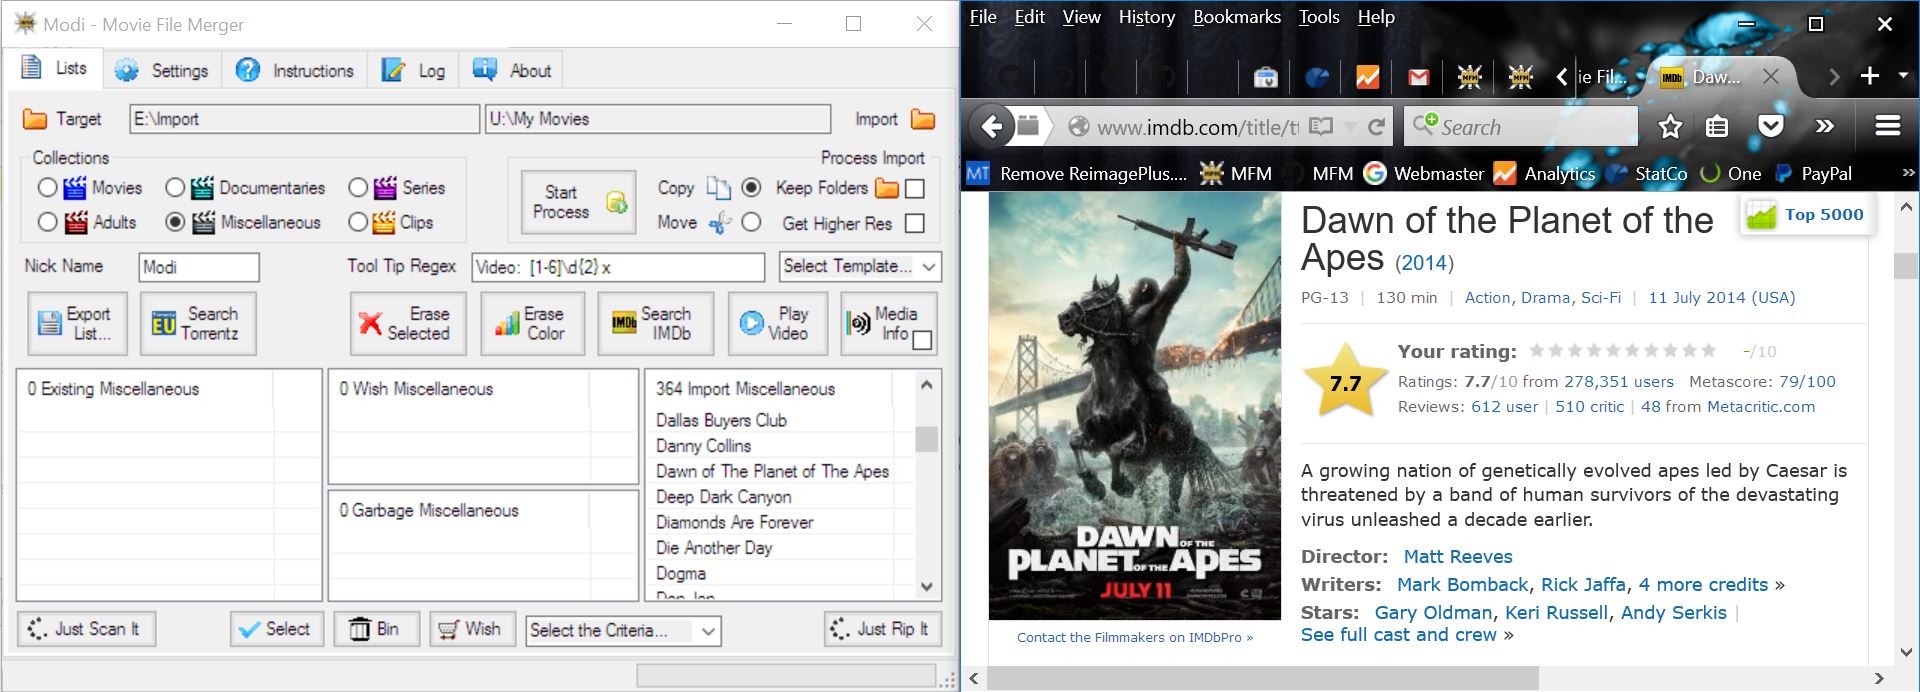 Modi - Movie File Merger
Lists Settings Instructions Log About
Target E:\Import U:\My Movies Import
Collections
Movies Documentaries Series
Adults Miscellaneous Clips
Process Import
Start Process
Copy Keep Folders
Move Get Higher Res
Nick Name Modi Tool Tip Regex Video: [1-6]\d{2} x Select Template...
Export List...
EU Search Torrentz
Erase Selected
Erase Color
IMDb Search IMDb
Play Video
Media Info
0 Existing Miscellaneous
0 Wish Miscellaneous
0 Garbage Miscellaneous
364 Import Miscellaneous
Dallas Buyers Club
Danny Collins
Dawn of The Planet of The Apes
Deep Dark Canyon
Diamonds Are Forever
Die Another Day
Dogma
Don Jon
Just Scan It Select Bin Wish Select the Criteria... Just Rip It
File Edit View History Bookmarks Tools Help
MFM MFM ie Fil... IMDb Daw...
www.imdb.com/title/tt Search
MT Remove ReimagePlus.... MFM MFM Webmaster Analytics StatCo One PayPal »
Dawn of the Planet of the
Apes (2014)
Top 5000
PG-13 | 130 min | Action, Drama, Sci-Fi | 11 July 2014 (USA)
7.7
Your rating: -/10
Ratings: 7.7/10 from 278,351 users Metascore: 79/100
Reviews: 612 user | 510 critic | 48 from Metacritic.com
A growing nation of genetically evolved apes led by Caesar is
threatened by a band of human survivors of the devastating
virus unleashed a decade earlier.
Director: Matt Reeves
Writers: Mark Bomback, Rick Jaffa, 4 more credits »
Stars: Gary Oldman, Keri Russell, Andy Serkis |
See full cast and crew »
DAWN OF THE
PLANET OF THE APES
JULY 11
Contact the Filmmakers on IMDbPro »